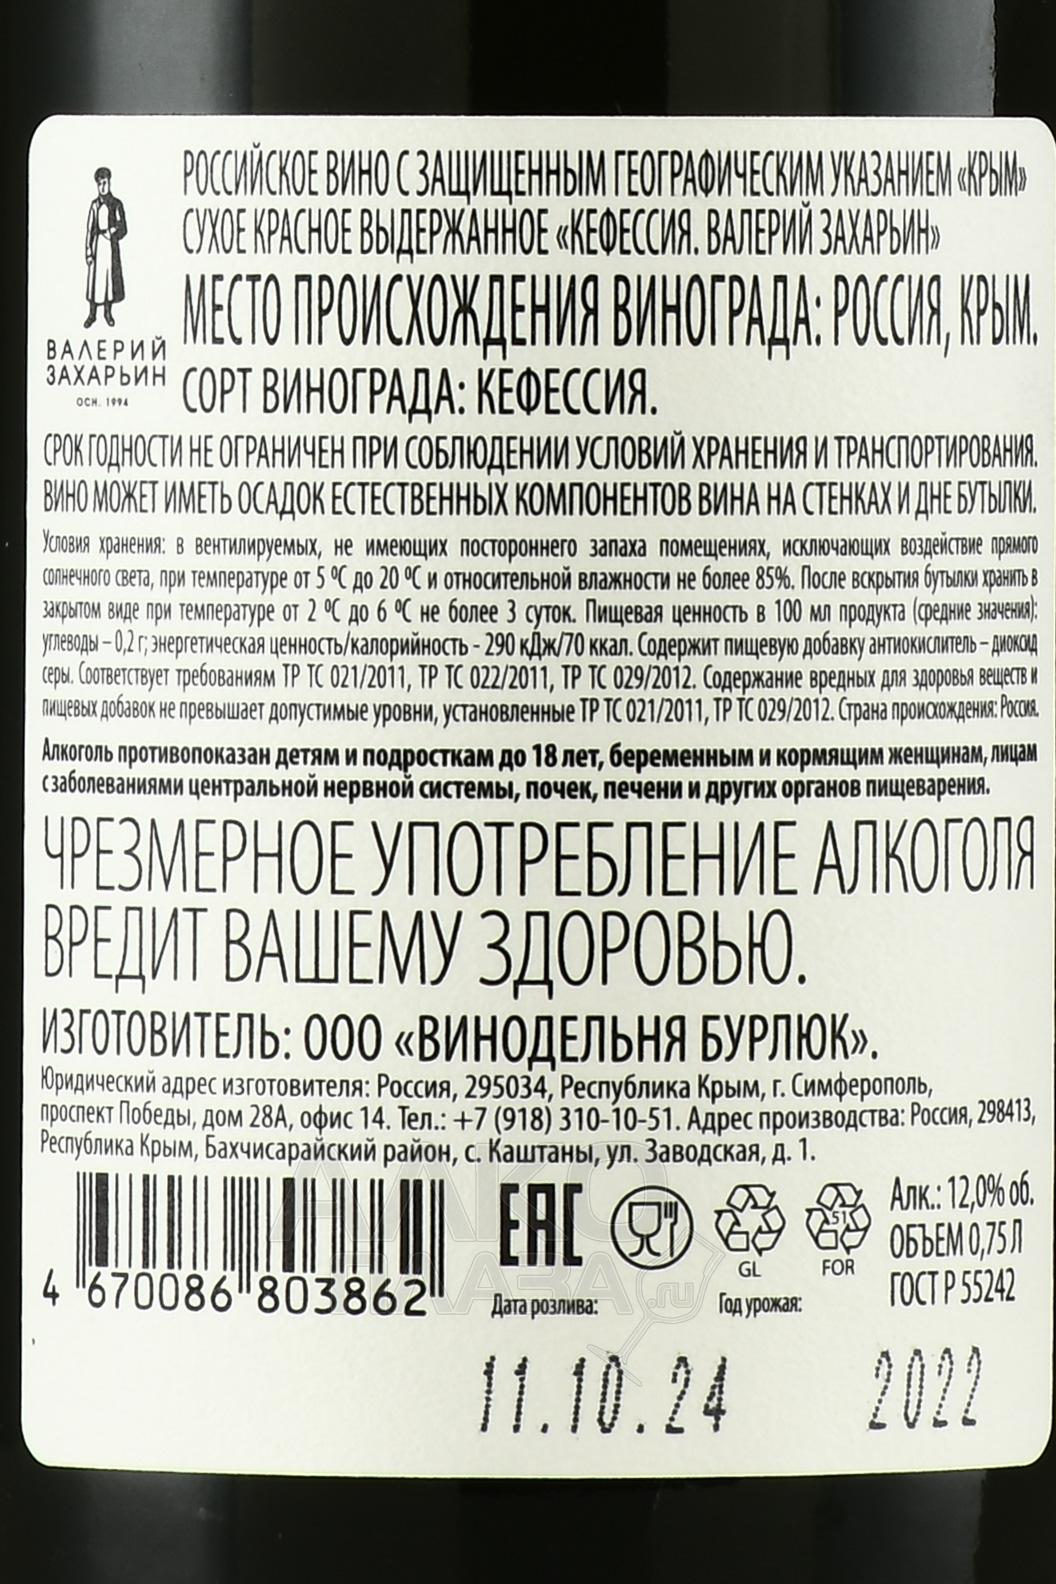 РОССИЙСКОЕ ВИНО С ЗАЩИЩЕННЫМ ГЕОГРАФИЧЕСКИМ УКАЗАНИЕМ «КРЫМ»
СУХОЕ КРАСНОЕ ВЫДЕРЖАННОЕ «КЕФЕССИЯ. ВАЛЕРИЙ ЗАХАРЬИН»
МЕСТО ПРОИСХОЖДЕНИЯ ВИНОГРАДА: РОССИЯ, КРЫМ.
СОРТ ВИНОГРАДА: КЕФЕССИЯ.
ВАЛЕРИЙ
ЗАХАРЬИН
ОСН. 1994
СРОК ГОДНОСТИ НЕ ОГРАНИЧЕН ПРИ СОБЛЮДЕНИИ УСЛОВИЙ ХРАНЕНИЯ И ТРАНСПОРТИРОВАНИЯ.
ВИНО МОЖЕТ ИМЕТЬ ОСАДОК ЕСТЕСТВЕННЫХ КОМПОНЕНТОВ ВИНА НА СТЕНКАХ И ДНЕ БУТЫЛКИ.
Условия хранения: в вентилируемых, не имеющих постороннего запаха помещениях, исключающих воздействие прямого
солнечного света, при температуре от 5 ºС до 20 ºС и относительной влажности не более 85%. После вскрытия бутылки хранить в
закрытом виде при температуре от 2 ºС до 6 ºС не более 3 суток. Пищевая ценность в 100 мл продукта (средние значения):
углеводы – 0,2 г; энергетическая ценность/калорийность - 290 кДж/70 ккал. Содержит пищевую добавку антиокислитель – диоксид
серы. Соответствует требованиям ТР ТС 021/2011, ТР ТС 022/2011, ТР ТС 029/2012. Содержание вредных для здоровья веществ и
пищевых добавок не превышает допустимые уровни, установленные ТР ТС 021/2011, ТР ТС 029/2012. Страна происхождения: Россия.
Алкоголь противопоказан детям и подросткам до 18 лет, беременным и кормящим женщинам, лицам
с заболеваниями центральной нервной системы, почек, печени и других органов пищеварения.
ЧРЕЗМЕРНОЕ УПОТРЕБЛЕНИЕ АЛКОГОЛЯ
ВРЕДИТ ВАШЕМУ ЗДОРОВЬЮ.
ИЗГОТОВИТЕЛЬ: ООО «ВИНОДЕЛЬНЯ БУРЛЮК».
Юридический адрес изготовителя: Россия, 295034, Республика Крым, г. Симферополь,
проспект Победы, дом 28А, офис 14. Тел.: +7 (918) 310-10-51. Адрес производства: Россия, 298413,
Республика Крым, Бахчисарайский район, с. Каштаны, ул. Заводская, д. 1.
АЛКО
ПЛАЗА.ru
EAC
GL
51
FOR
Алк.: 12,0% об.
ОБЪЕМ 0,75 Л
ГОСТ Р 55242
4 670086 803862
Дата розлива:
Год урожая:
11.10.24
2022